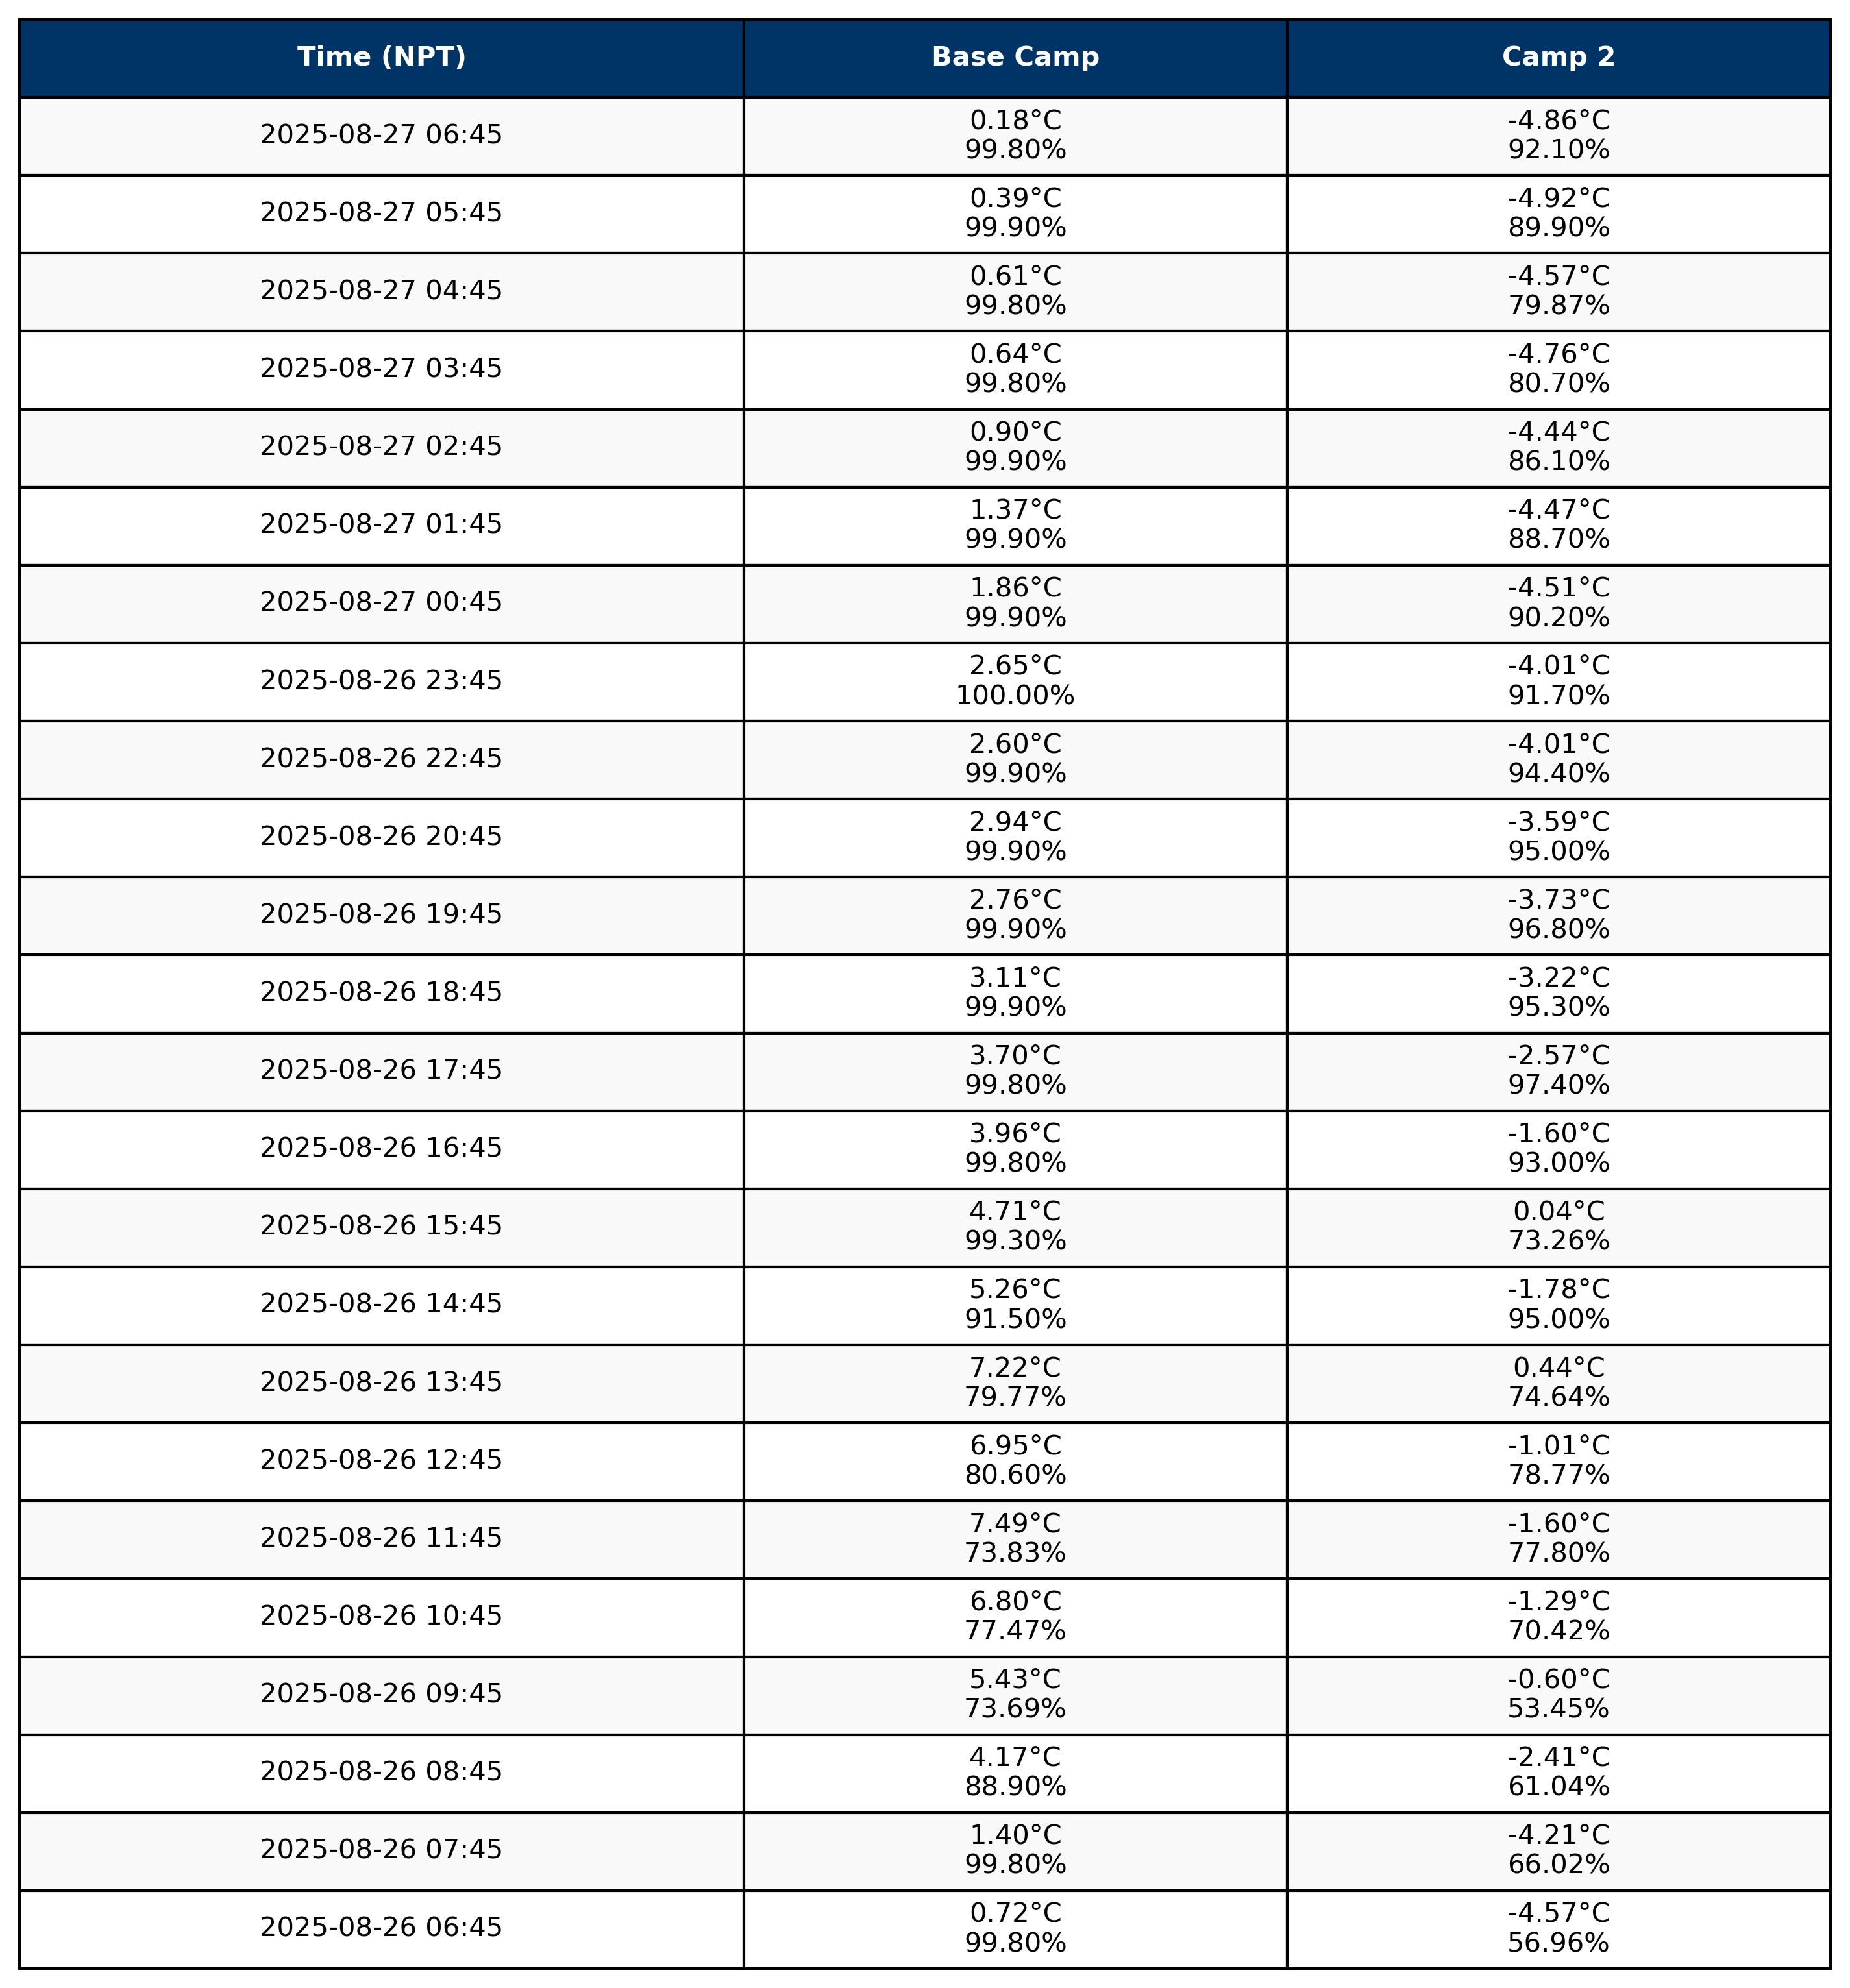 Time (NPT) Base Camp Camp 2
0.18°C -4.86°C
2025-08-27 06:45
99.80% 92.10%
0.39°C -4.92°C
2025-08-27 05:45
99.90% 89.90%
0.61°C -4.57°C
2025-08-27 04:45
99.80% 79.87%
0.64°C -4.76°C
2025-08-27 03:45
99.80% 80.70%
0.90°C -4.44°C
2025-08-27 02:45
99.90% 86.10%
1.37°C -4.47°C
2025-08-27 01:45
99.90% 88.70%
1.86°C -4.51°C
2025-08-27 00:45
99.90% 90.20%
2.65°C -4.01°C
2025-08-26 23:45
100.00% 91.70%
2.60°C -4.01°C
2025-08-26 22:45
99.90% 94.40%
2.94°C -3.59°C
2025-08-26 20:45
99.90% 95.00%
2.76°C -3.73°C
2025-08-26 19:45
99.90% 96.80%
3.11°C -3.22°C
2025-08-26 18:45
99.90% 95.30%
3.70°C -2.57°C
2025-08-26 17:45
99.80% 97.40%
3.96°C -1.60°C
2025-08-26 16:45
99.80% 93.00%
4.71°C 0.04°C
2025-08-26 15:45
99.30% 73.26%
5.26°C -1.78°C
2025-08-26 14:45
91.50% 95.00%
7.22°C 0.44°C
2025-08-26 13:45
79.77% 74.64%
6.95°C -1.01°C
2025-08-26 12:45
80.60% 78.77%
7.49°C -1.60°C
2025-08-26 11:45
73.83% 77.80%
6.80°C -1.29°C
2025-08-26 10:45
77.47% 70.42%
5.43°C -0.60°C
2025-08-26 09:45
73.69% 53.45%
4.17°C -2.41°C
2025-08-26 08:45
88.90% 61.04%
1.40°C -4.21°C
2025-08-26 07:45
99.80% 66.02%
0.72°C -4.57°C
2025-08-26 06:45
99.80% 56.96%